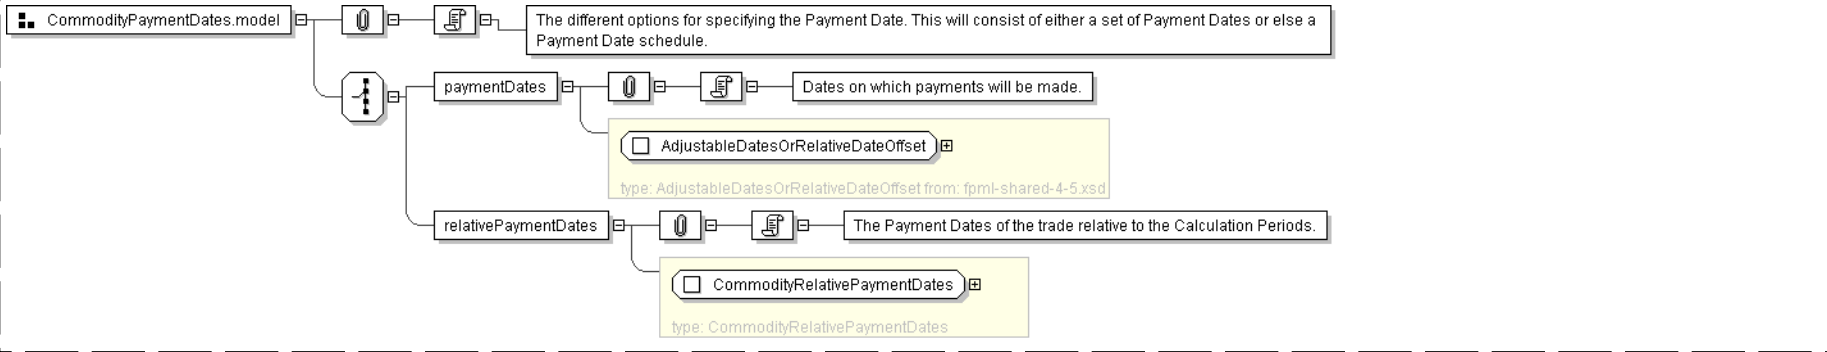 CommodityPaymentDates.model
The different options for specifying the Payment Date. This will consist of either a set of Payment Dates or else a
Payment Date schedule.
paymentDates
Dates on which payments will be made.
AdjustableDatesOrRelativeDateOffset
type: AdjustableDatesOrRelativeDateOffset from: fpml-shared-4-5.xsd
relativePaymentDates
The Payment Dates of the trade relative to the Calculation Periods.
CommodityRelativePaymentDates
type: CommodityRelativePaymentDates